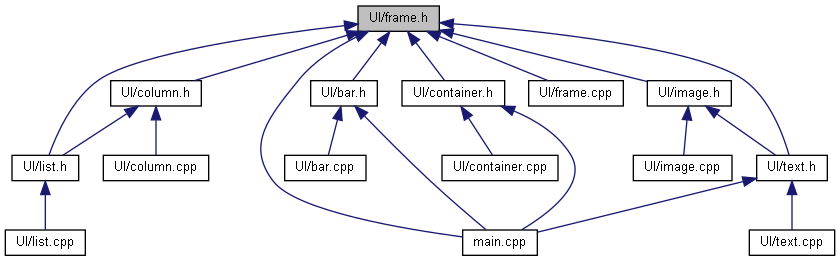 UI/frame.h
UI/column.h
UI/bar.h
UI/container.h
UI/frame.cpp
UI/image.h
UI/list.h
UI/column.cpp
UI/bar.cpp
UI/container.cpp
UI/image.cpp
UI/text.h
UI/list.cpp
main.cpp
UI/text.cpp